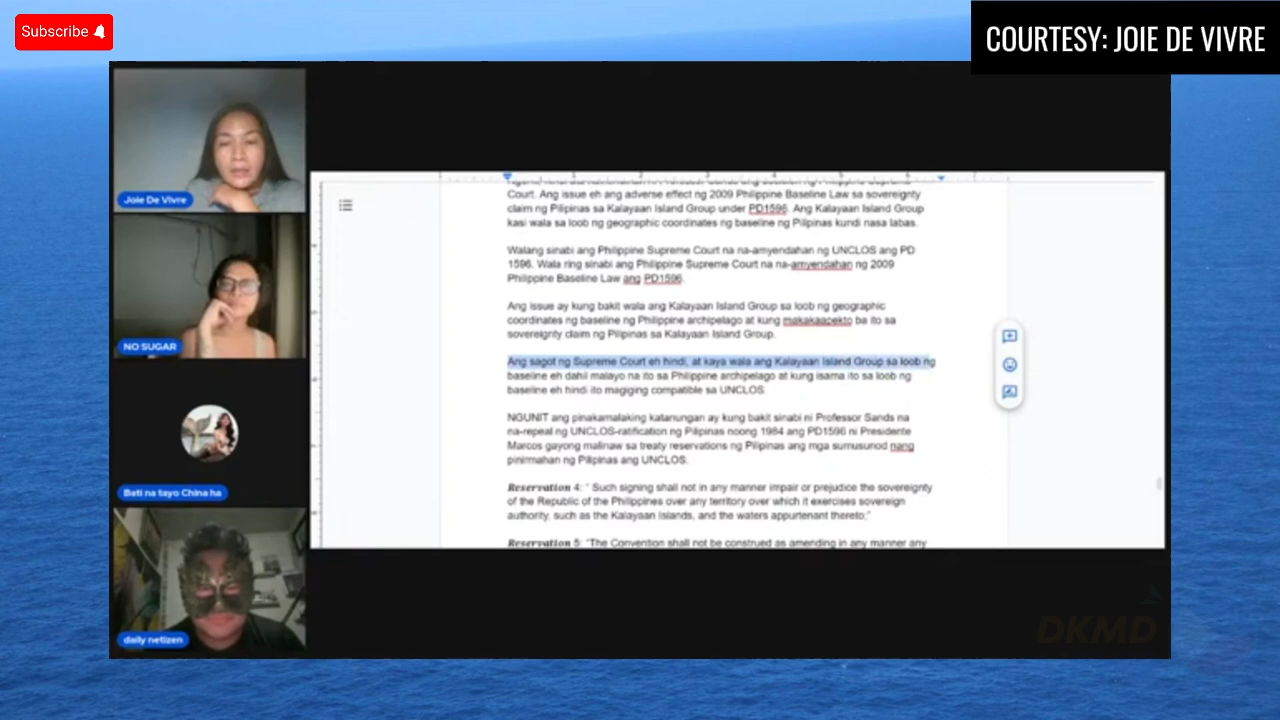 Subscribe
COURTESY: JOIE DE VIVRE
Joie De Vivre
NO SUGAR
Bati na tayo China ha
daily netizen
Court. Ang issue eh ang adverse effect ng 2009 Philippine Baseline Law sa sovereignty
claim ng Pilipinas sa Kalayaan Island Group under PD1596. Ang Kalayaan Island Group
kasi wala sa loob ng geographic coordinates ng baseline ng Pilipinas kundi nasa labas.
Walang sinabi ang Philippine Supreme Court na na-amyendahan ng UNCLOS ang PD
1596. Wala ring sinabi ang Philippine Supreme Court na na-amyendahan ng 2009
Philippine Baseline Law ang PD1596.
Ang issue ay kung bakit wala ang Kalayaan Island Group sa loob ng geographic
coordinates ng baseline ng Philippine archipelago at kung makakaapekto ba ito sa
sovereignty claim ng Pilipinas sa Kalayaan Island Group.
Ang sagot ng Supreme Court eh hindi, at kaya wala ang Kalayaan Island Group sa loob ng
baseline eh dahil malayo na ito sa Philippine archipelago at kung isama ito sa loob ng
baseline eh hindi ito magiging compatible sa UNCLOS.
NGUNIT ang pinakamalaking katanungan ay kung bakit sinabi ni Professor Sands na
na-repeal ng UNCLOS-ratification ng Pilipinas noong 1984 ang PD1596 ni Presidente
Marcos gayong malinaw sa treaty reservations ng Pilipinas ang mga sumusunod nang
pinirmahan ng Pilipinas ang UNCLOS:
Reservation 4: " Such signing shall not in any manner impair or prejudice the sovereignty
of the Republic of the Philippines over any territory over which it exercises sovereign
authority, such as the Kalayaan Islands, and the waters appurtenant thereto;"
Reservation 5: "The Convention shall not be construed as amending in any manner any
DKMD